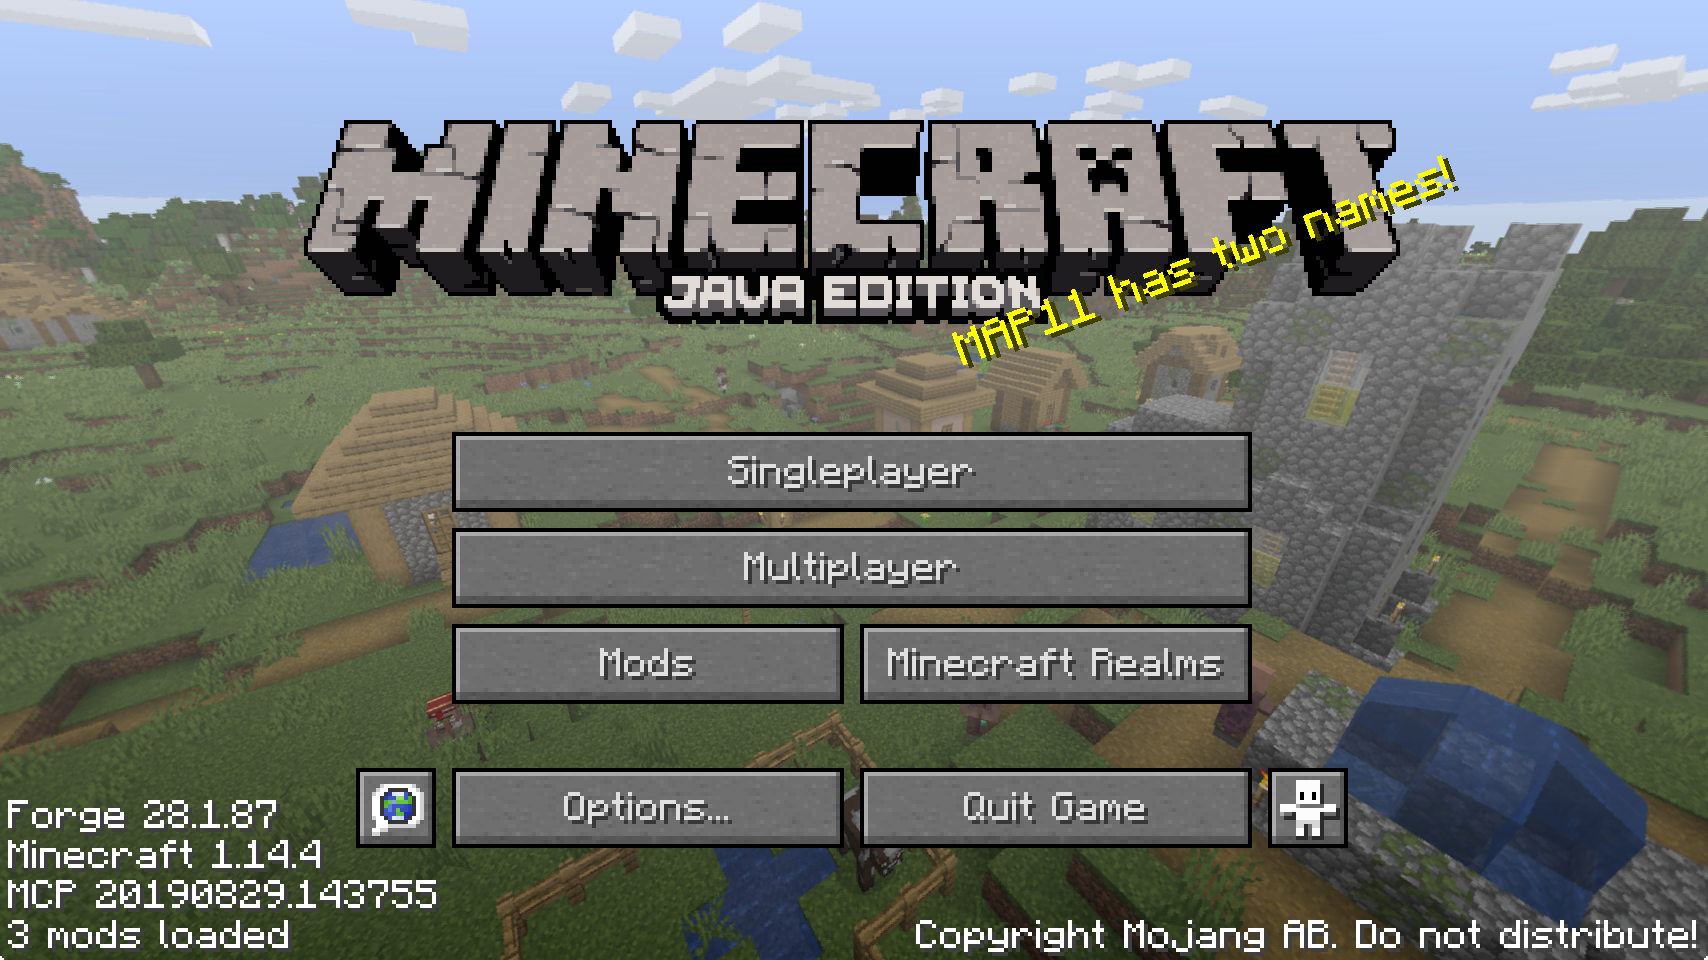 MINECRAFT
JAVA EDITION
MAP11 has two names!
Singleplayer
Multiplayer
Mods
Minecraft Realms
Options...
Quit Game
Forge 28.1.87
Minecraft 1.14.4
MCP 20190829.143755
3 mods loaded
Copyright Mojang AB. Do not distribute!